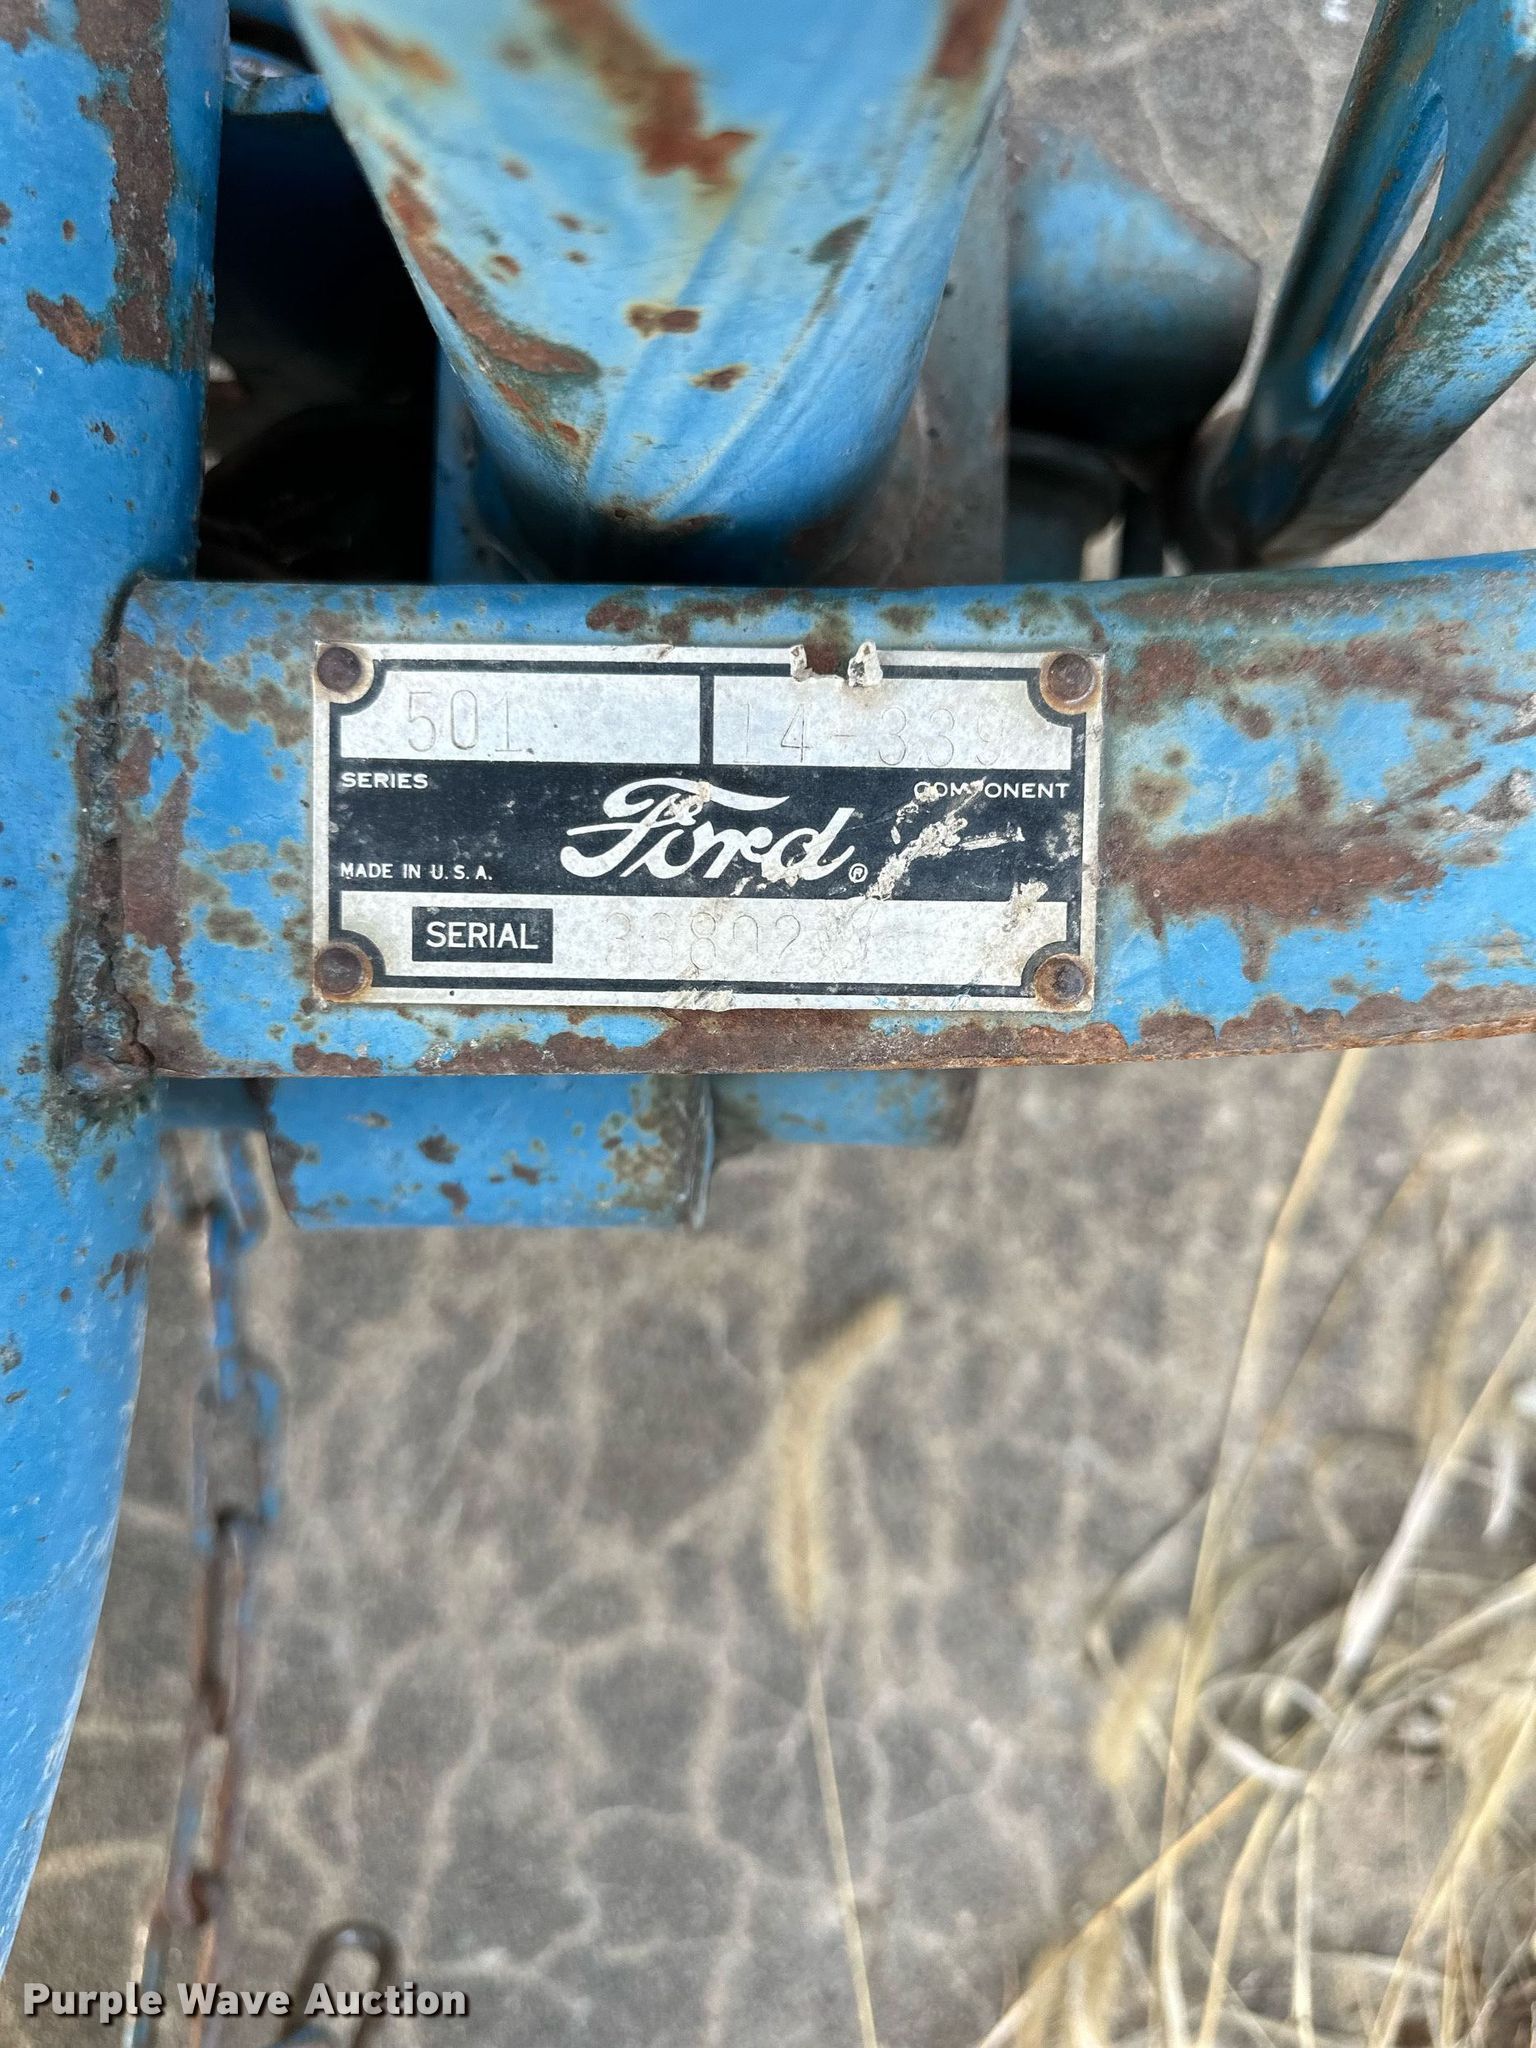 501 14-339
SERIES COMPONENT
Ford®
MADE IN U.S.A.
SERIAL
Purple Wave Auction